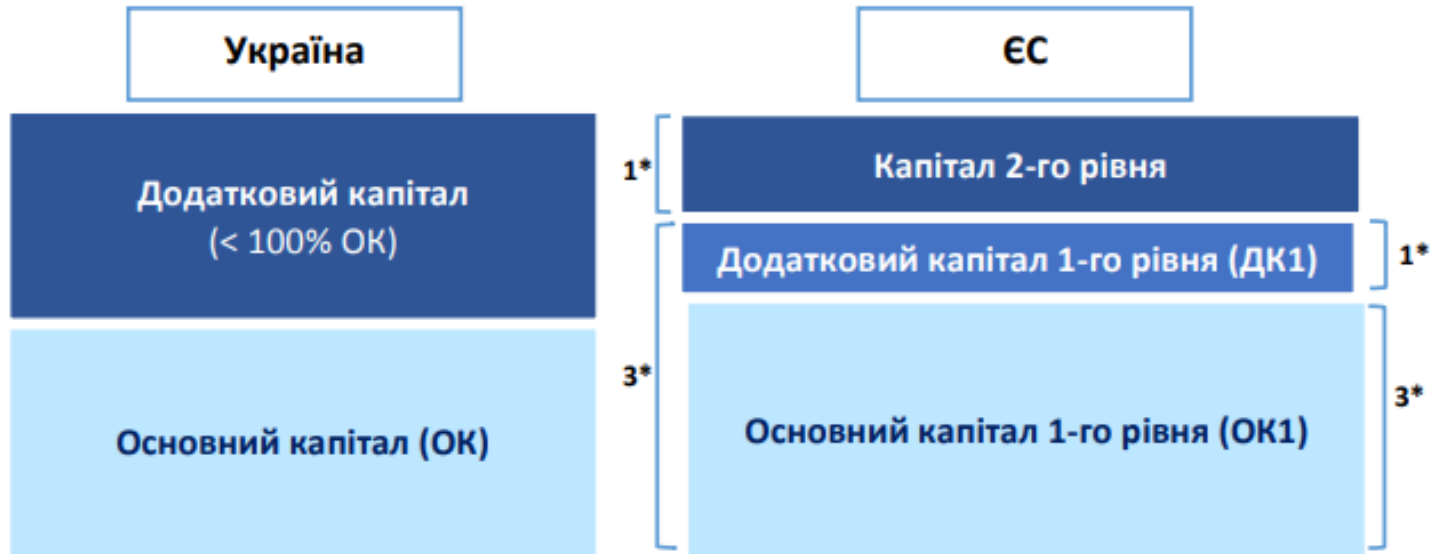 Україна
ЄС
Додатковий капітал
(< 100% ОК)
Основний капітал (ОК)
1*
3*
Капітал 2-го рівня
Додатковий капітал 1-го рівня (ДК1)
1*
Основний капітал 1-го рівня (ОК1)
3*